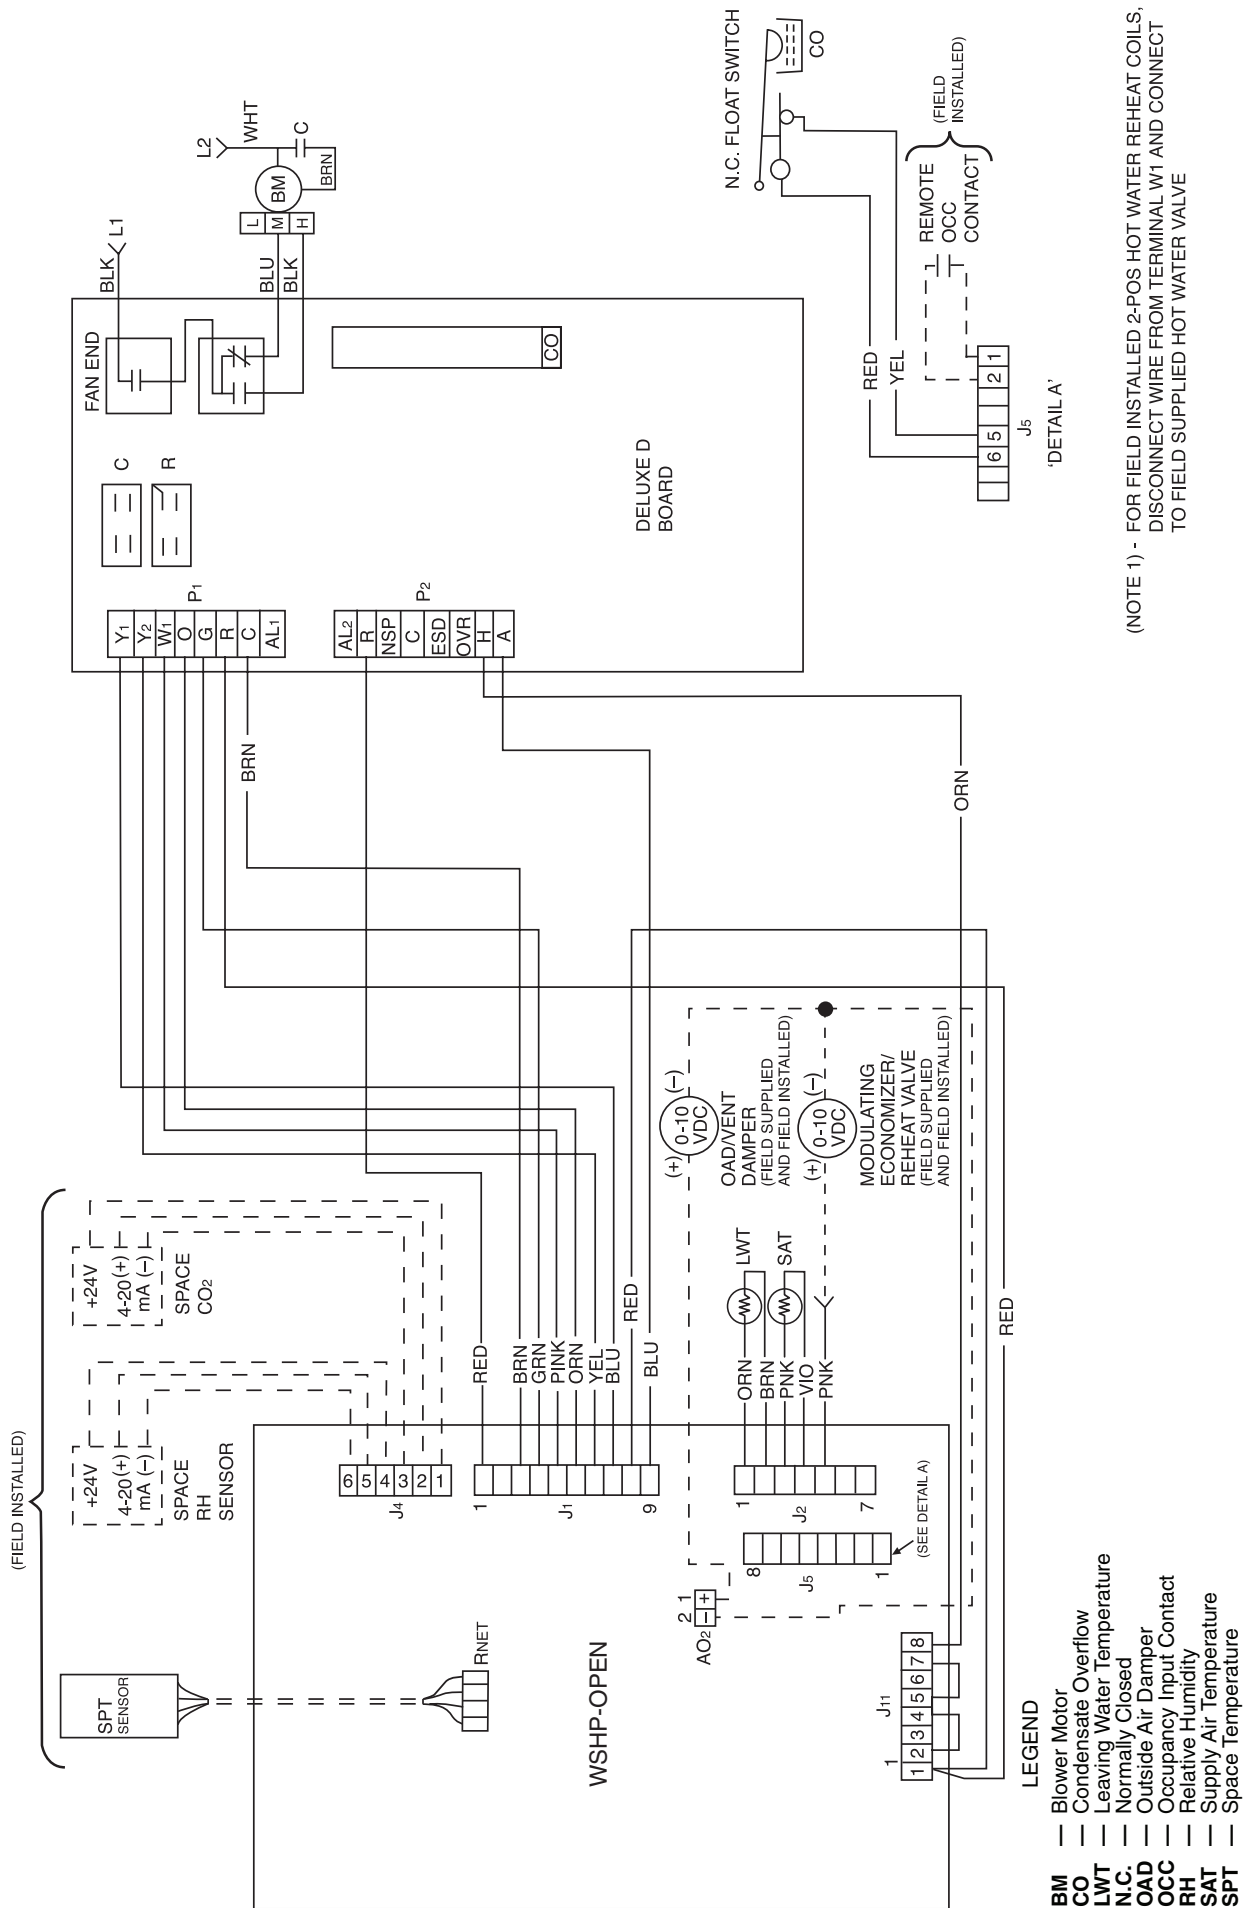 (FIELD INSTALLED)
SPT
SENSOR
RNET
+24V
4-20 (+)
mA (–)
SPACE
RH
SENSOR
+24V
4-20 (+)
mA (–)
SPACE
CO2
6 5 4 3 2 1
J4
Y1
Y2
W1
O
G
R
C
AL1
P1
C
R
FAN END
BLK
L1
BLU
BLK
L
M
H
BM
L2
WHT
C
BRN
AL2
R
NSP
C
ESD
OVR
H
A
P2
CO
DELUXE D
BOARD
BRN
RED
BRN
GRN
PINK
ORN
YEL
BLU
RED
BLU
1
J1
9
WSHP-OPEN
AO2
2 1
– +
8
J5
1
(SEE DETAIL A)
1
J2
7
ORN
BRN
PNK
VIO
PNK
LWT
SAT
(+)
0-10
VDC
(–)
OAD/VENT
DAMPER
(FIELD SUPPLIED
AND FIELD INSTALLED)
(+)
0-10
VDC
(–)
MODULATING
ECONOMIZER/
REHEAT VALVE
(FIELD SUPPLIED
AND FIELD INSTALLED)
ORN
RED
1
J11
1 2 3 4 5 6 7 8
N.C. FLOAT SWITCH
CO
RED
YEL
REMOTE
OCC
CONTACT
(FIELD
INSTALLED)
6 5 2 1
J5
‘DETAIL A’
(NOTE 1) - FOR FIELD INSTALLED 2-POS HOT WATER REHEAT COILS,
DISCONNECT WIRE FROM TERMINAL W1 AND CONNECT
TO FIELD SUPPLIED HOT WATER VALVE
LEGEND
BM — Blower Motor
CO — Condensate Overflow
LWT — Leaving Water Temperature
N.C. — Normally Closed
OAD — Outside Air Damper
OCC — Occupancy Input Contact
RH — Relative Humidity
SAT — Supply Air Temperature
SPT — Space Temperature